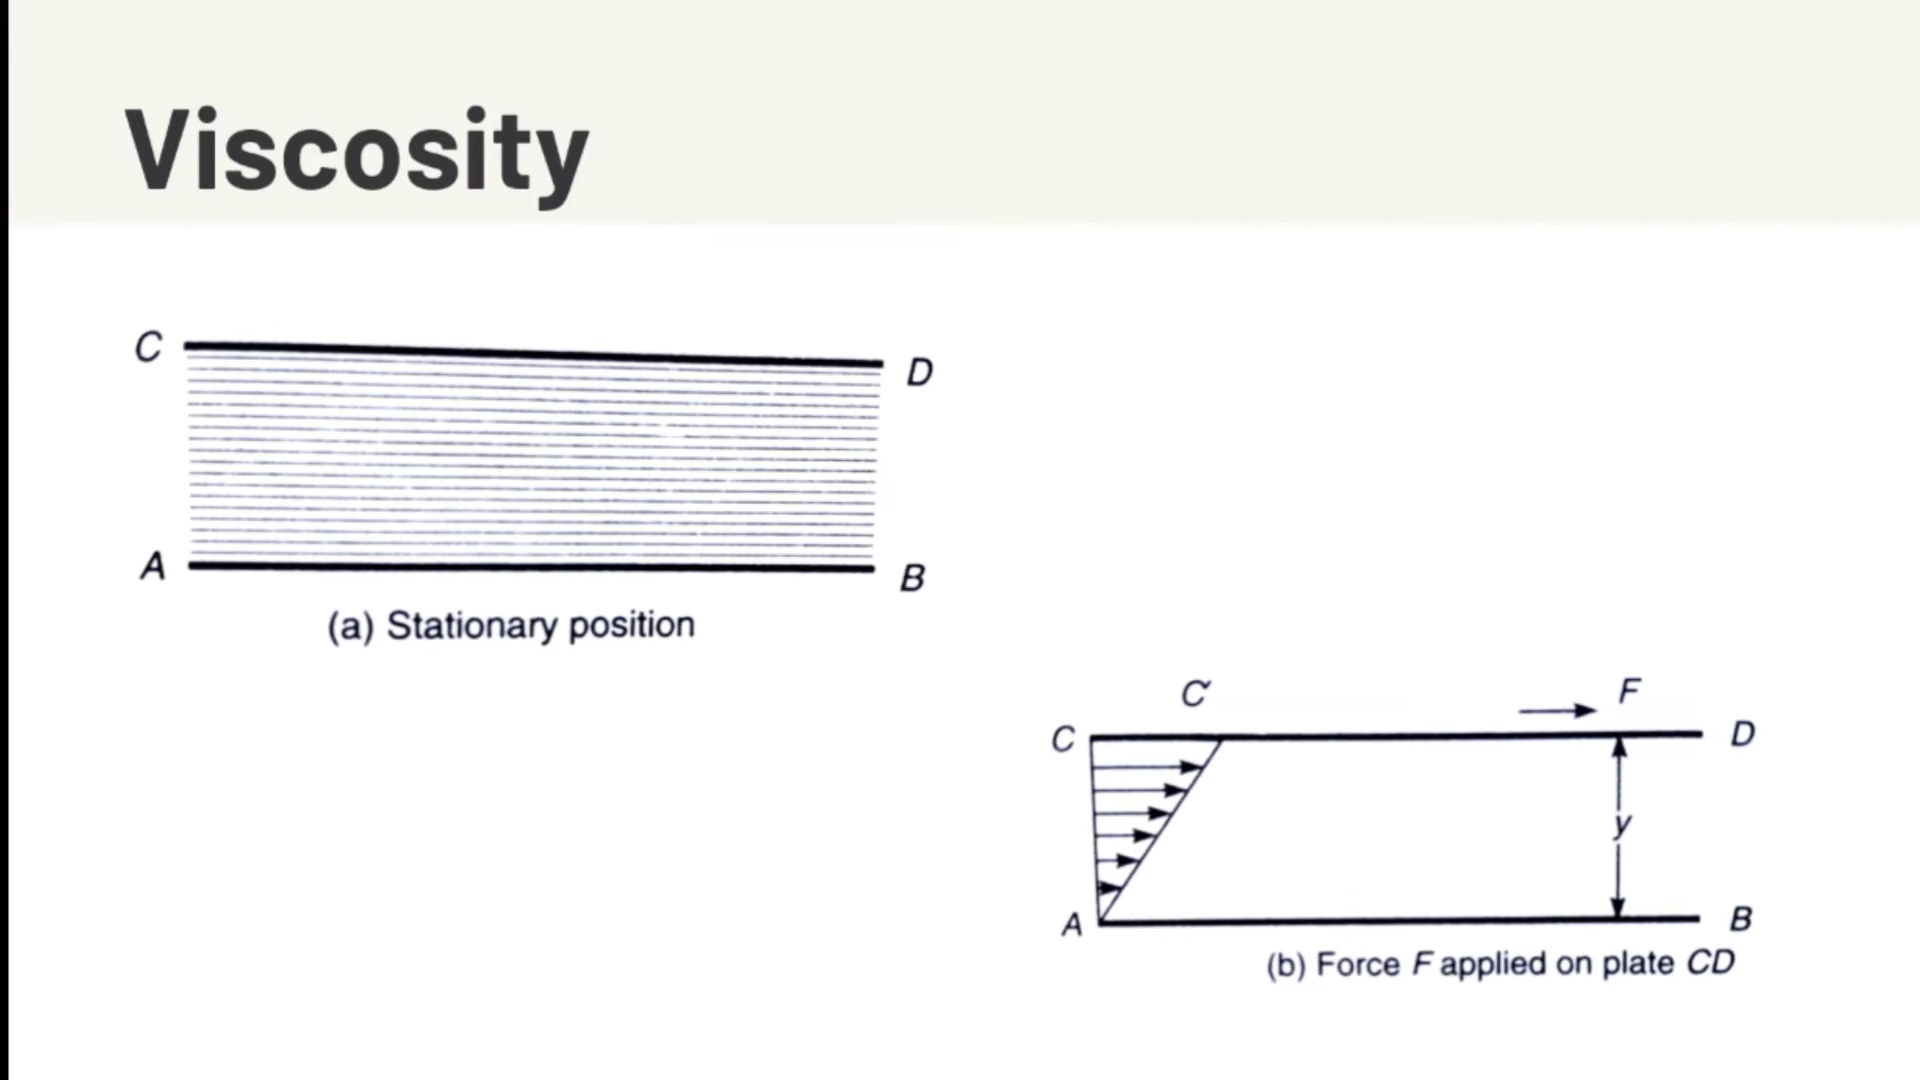 Viscosity
C
D
A
B
(a) Stationary position
C'
F
C
D
y
A
B
(b) Force F applied on plate CD